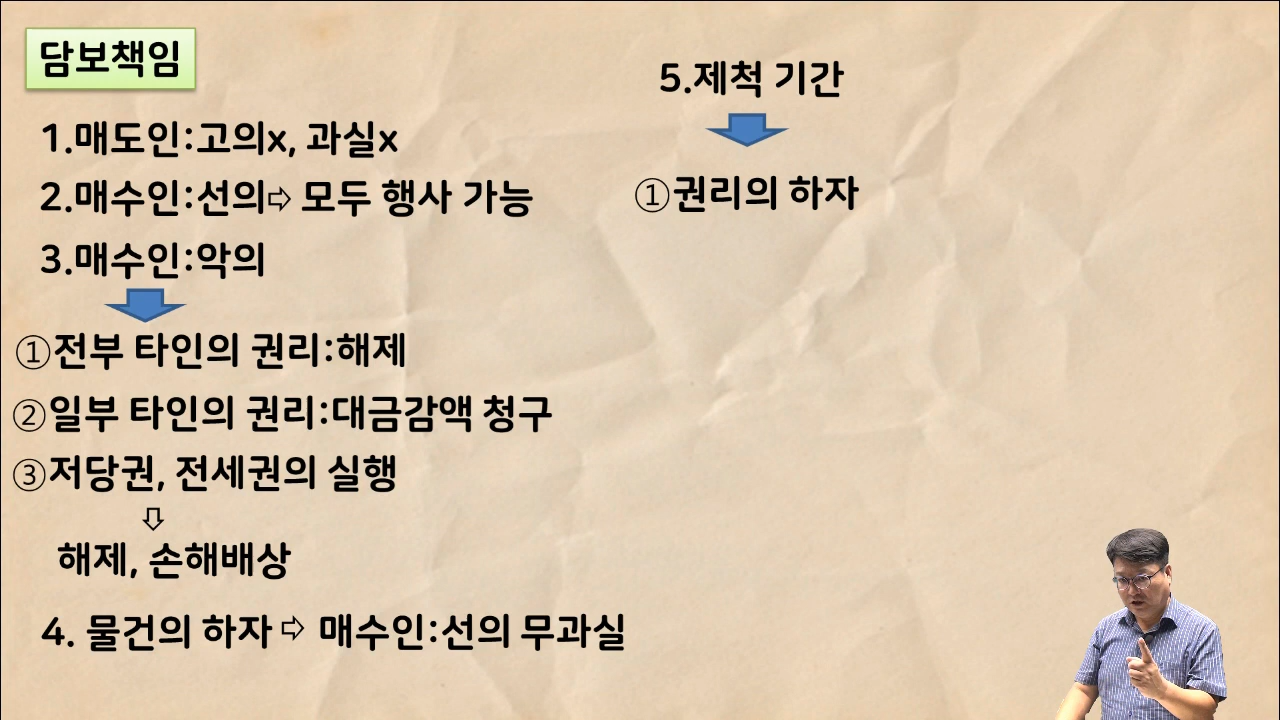 담보책임
1.매도인:고의x, 과실x
2.매수인:선의⇨ 모두 행사 가능
3.매수인:악의
①전부 타인의 권리:해제
②일부 타인의 권리:대금감액 청구
③저당권, 전세권의 실행
해제, 손해배상
4. 물건의 하자⇨ 매수인:선의 무과실
5.제척 기간
①권리의 하자